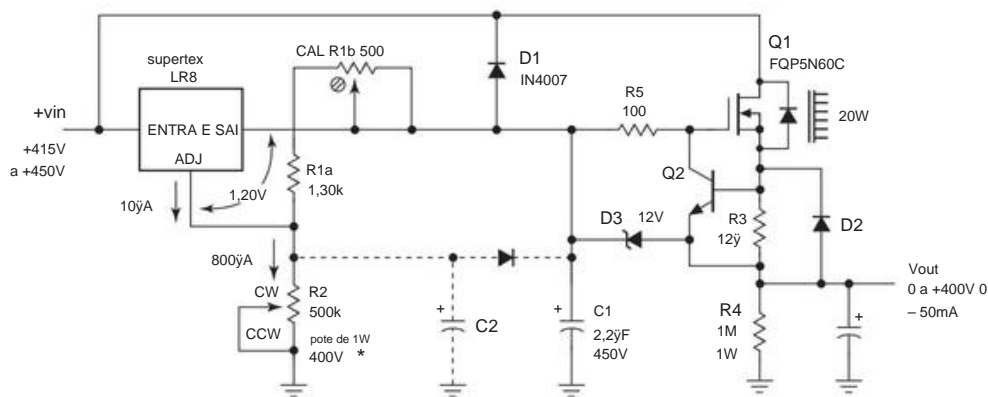 supertex
LR8
CAL R1b 500
D1
IN4007
Q1
FQP5N60C
20W
+vin
+415V
a +450V
ENTRA E SAI
ADJ
R5
100
10ÿA
1,20V
R1a
1,30k
Q2
R3
12ÿ
D2
D3
12V
800ÿA
CW
CCW
R2
500k
pote de 1W
400V *
+
C2
+
C1
2,2ÿF
450V
R4
1M
1W
+
Vout
0 a +400V 0
– 50mA